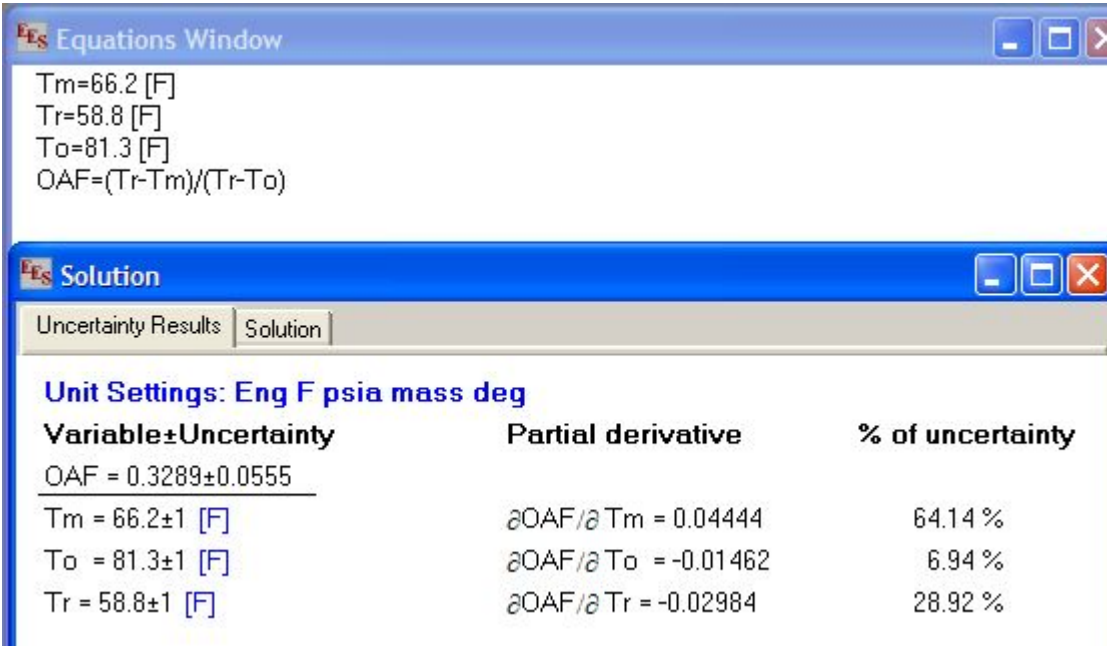 EES Equations Window
Tm=66.2 [F]
Tr=58.8 [F]
To=81.3 [F]
OAF=(Tr-Tm)/(Tr-To)
EES Solution
Uncertainty Results Solution
Unit Settings: Eng F psia mass deg
Variable±Uncertainty Partial derivative % of uncertainty
OAF = 0.3289±0.0555
Tm = 66.2±1 [F] ∂OAF/∂ Tm = 0.04444 64.14 %
To = 81.3±1 [F] ∂OAF/∂ To = -0.01462 6.94 %
Tr = 58.8±1 [F] ∂OAF/∂ Tr = -0.02984 28.92 %